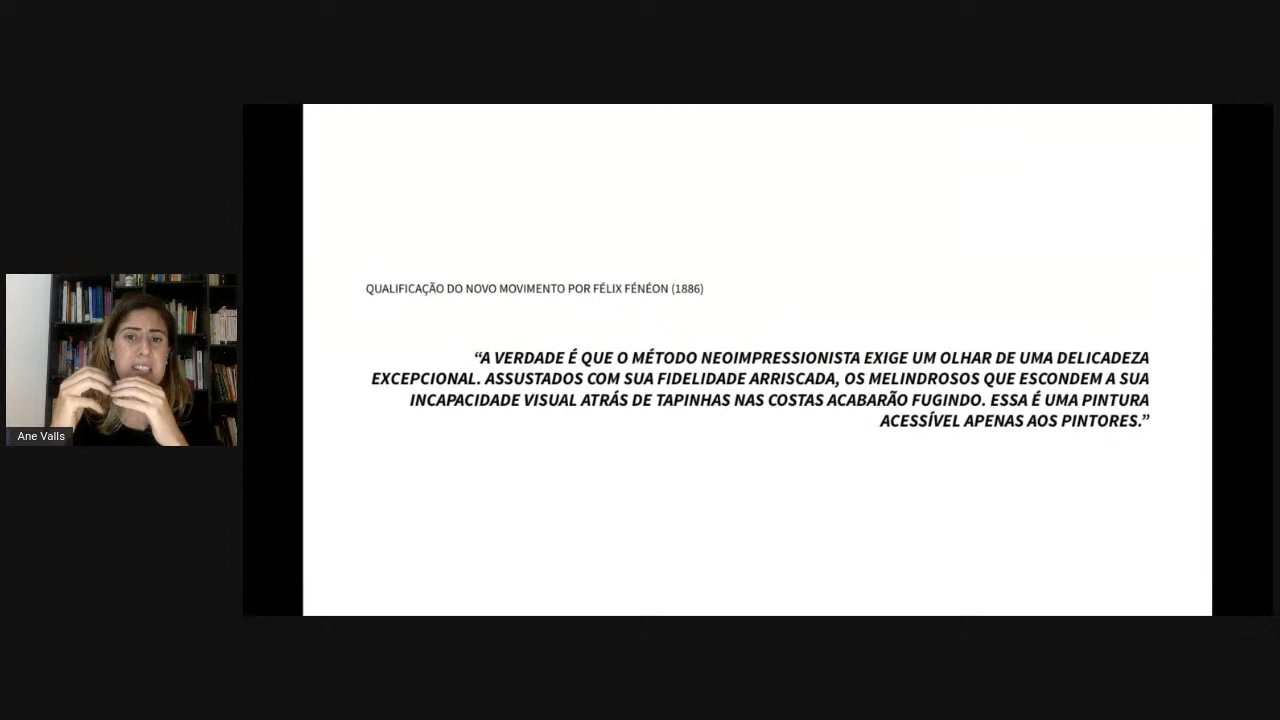 QUALIFICAÇÃO DO NOVO MOVIMENTO POR FÉLIX FÉNÉON (1886)
“A VERDADE É QUE O MÉTODO NEOIMPRESSIONISTA EXIGE UM OLHAR DE UMA DELICADEZA
EXCEPCIONAL. ASSUSTADOS COM SUA FIDELIDADE ARRISCADA, OS MELINDROSOS QUE ESCONDEM A SUA
INCAPACIDADE VISUAL ATRÁS DE TAPINHAS NAS COSTAS ACABARÃO FUGINDO. ESSA É UMA PINTURA
ACESSÍVEL APENAS AOS PINTORES.”
Ane Valls